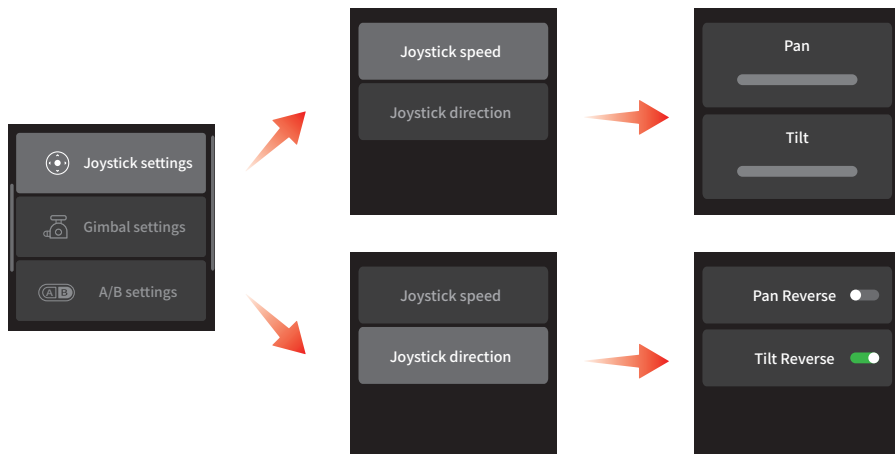 Joystick settings
Gimbal settings
A B
A/B settings
Joystick speed
Joystick direction
Pan
Tilt
Joystick speed
Joystick direction
Pan Reverse
Tilt Reverse